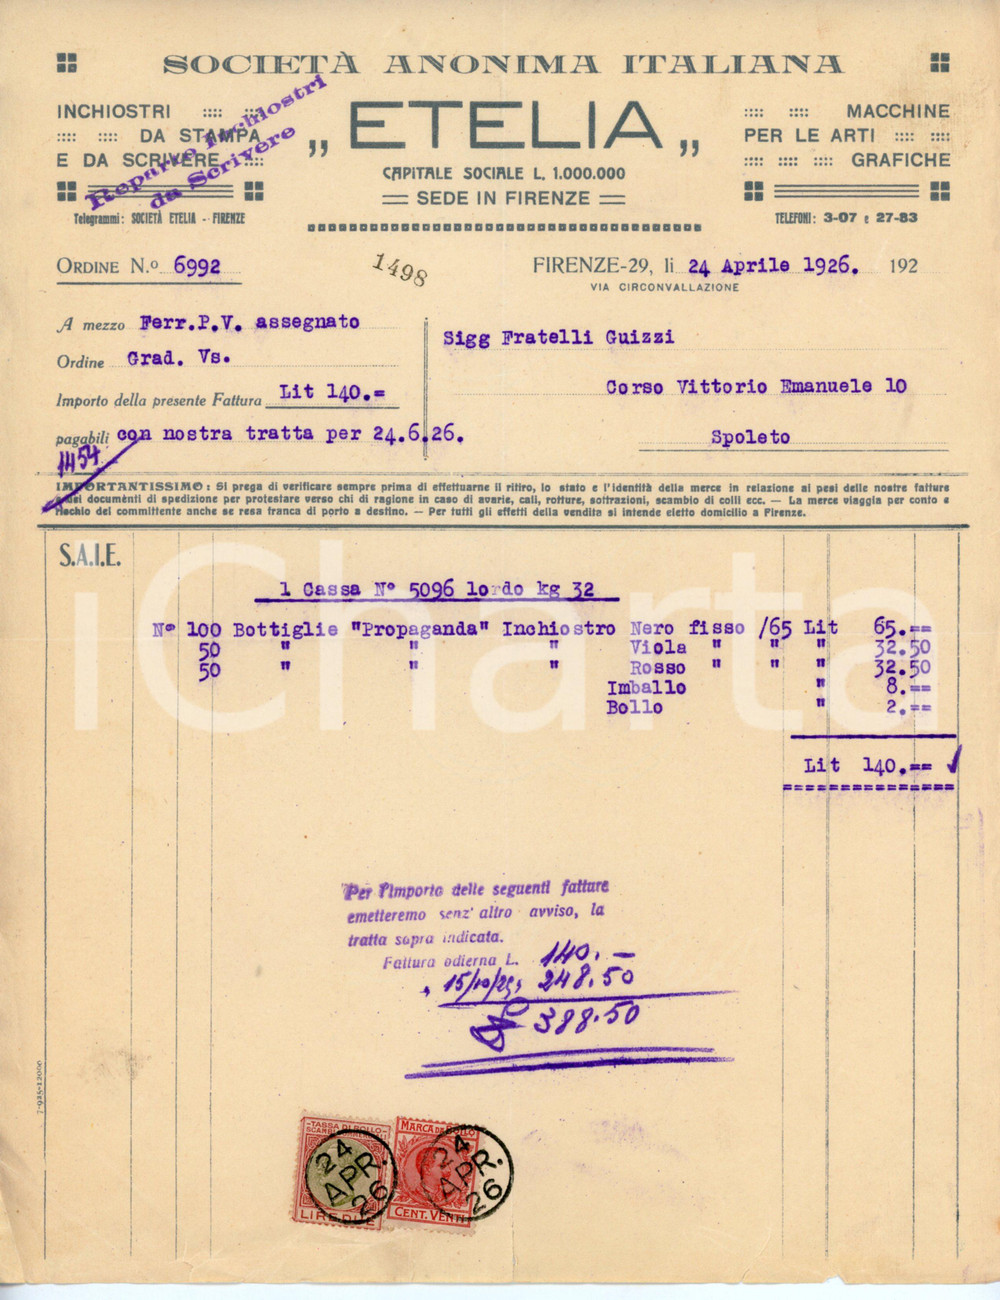 SOCIETÀ ANONIMA ITALIANA
„ ETELIA „
CAPITALE SOCIALE L. 1.000.000
SEDE IN FIRENZE
INCHIOSTRI
DA STAMPA
E DA SCRIVERE
Reparto Inchiostri
da Scrivere
Telegrammi: SOCIETÀ ETELIA - FIRENZE
MACCHINE
PER LE ARTI
GRAFICHE
TELEFONI: 3-07 e 27-83
ORDINE N.º 6992
1498
FIRENZE-29, li 24 Aprile 1926. 192
VIA CIRCONVALLAZIONE
A mezzo Ferr.P.V. assegnato
Ordine Grad. Vs.
Importo della presente Fattura Lit 140.=
pagabili con nostra tratta per 24.6.26.
1454
Sigg Fratelli Guizzi
Corso Vittorio Emanuele 10
Spoleto
IMPORTANTISSIMO: Si prega di verificare sempre prima di effettuarne il ritiro, lo stato e l'identità della merce in relazione ai pesi delle nostre fatture
e dei documenti di spedizione per protestare verso chi di ragione in caso di avarie, cali, rotture, sottrazioni, scambio di colli ecc. — La merce viaggia per conto e
rischio del committente anche se resa franca di porto a destino. — Per tutti gli effetti della vendita si intende eletto domicilio a Firenze.
S.A.I.E.
1 Cassa Nº 5096 lordo kg 32
Nº 100 Bottiglie "Propaganda" Inchiostro Nero fisso /65 Lit 65.==
50 " " " Viola " " " 32.50
50 " " " Rosso " " " 32.50
Imballo " 8.==
Bollo " 2.==
Lit 140.==
Per l'importo delle seguenti fatture
emetteremo senz' altro avviso, la
tratta sopra indicata.
Fattura odierna L. 140.—
" 15/10/25, 248.50
388.50
7-925-12000
TASSA DI BOLLO
LIRE DUE
MARCA DA BOLLO
CENT. VENTI
24
APR.
26
24
APR.
26
iCharta